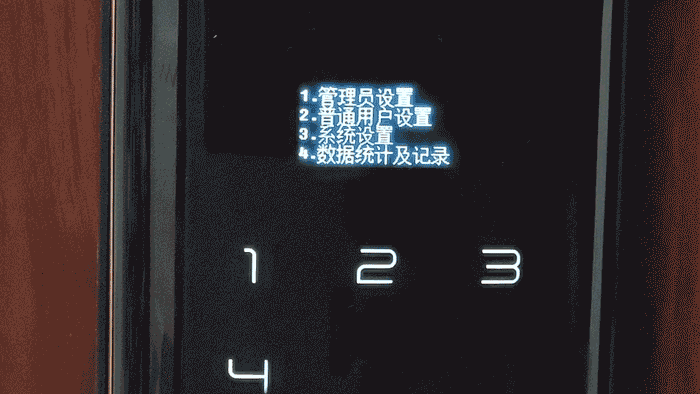 1.管理员设置
2.普通用户设置
3.系统设置
4.数据统计及记录
1 2 3
4